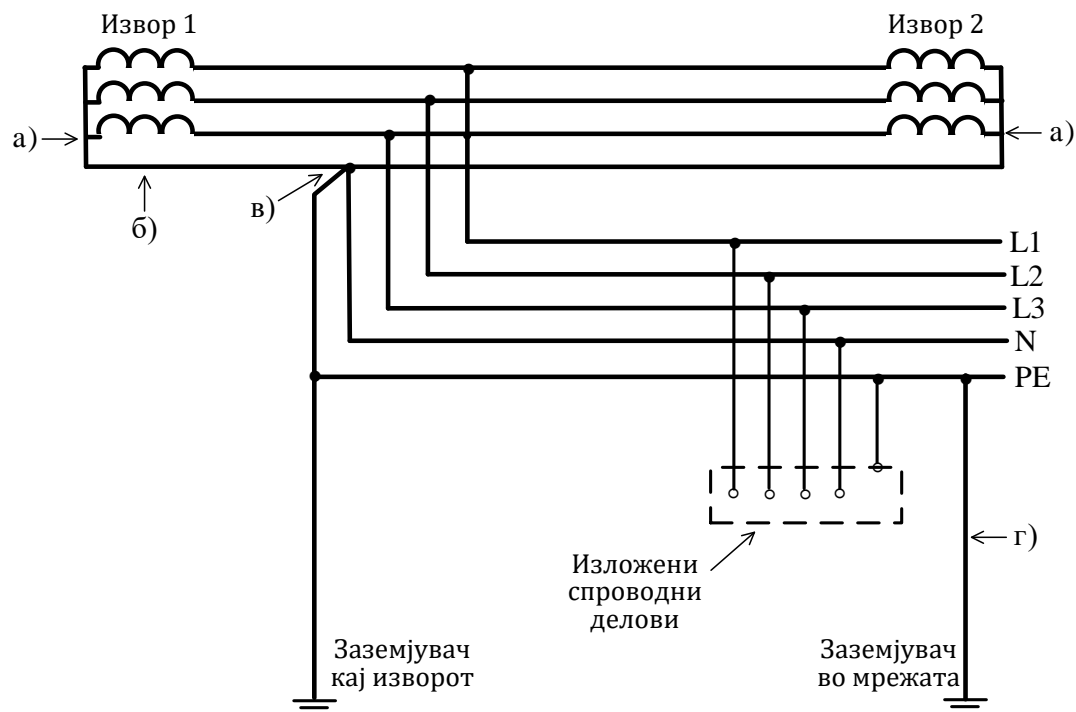 Извор 1
Извор 2
а)
а)
б)
в)
L1
L2
L3
N
PE
г)
Изложени
спроводни
делови
Заземјувач
кај изворот
Заземјувач
во мрежата